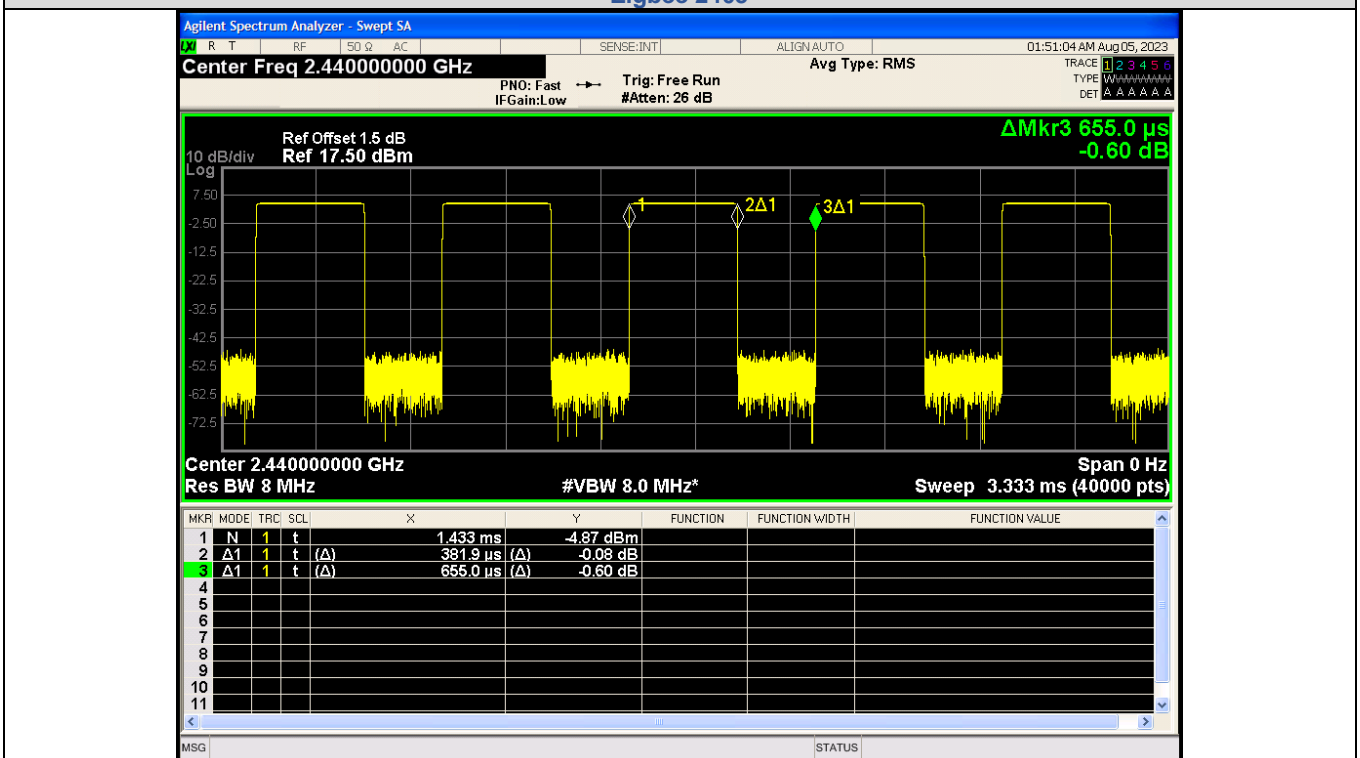 Agilent Spectrum Analyzer - Swept SA
LXI R T RF 50 Ω AC SENSE:INT ALIGN AUTO 01:51:04 AM Aug 05, 2023
Center Freq 2.440000000 GHz Avg Type: RMS TRACE 1 2 3 4 5 6
PNO: Fast Trig: Free Run TYPE WWWWWW
IFGain:Low #Atten: 26 dB DET A A A A A A
ΔMkr3 655.0 µs
Ref Offset 1.5 dB
10 dB/div Ref 17.50 dBm -0.60 dB
Log
7.50
1 2Δ1 3Δ1
-2.50
-12.5
-22.5
-32.5
-42.5
-52.5
-62.5
-72.5
Center 2.440000000 GHz Span 0 Hz
Res BW 8 MHz #VBW 8.0 MHz* Sweep 3.333 ms (40000 pts)
MKR MODE TRC SCL X Y FUNCTION FUNCTION WIDTH FUNCTION VALUE
1 N 1 t 1.433 ms -4.87 dBm
2 Δ1 1 t (Δ) 381.9 µs (Δ) -0.08 dB
3 Δ1 1 t (Δ) 655.0 µs (Δ) -0.60 dB
4
5
6
7
8
9
10
11
MSG STATUS